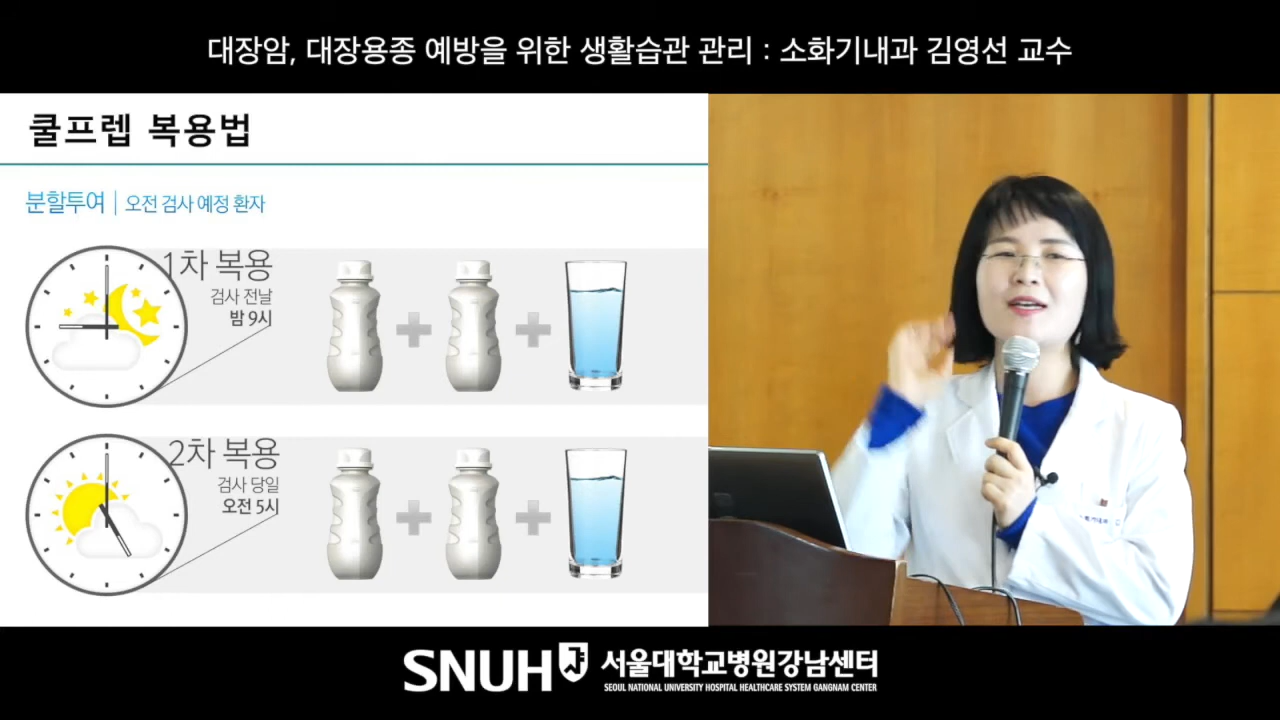 대장암, 대장용종 예방을 위한 생활습관 관리 : 소화기내과 김영선 교수
쿨프렙 복용법
분할투여 | 오전 검사 예정 환자
1차 복용
검사 전날
밤 9시
2차 복용
검사 당일
오전 5시
SNUH 서울대학교병원강남센터
SEOUL NATIONAL UNIVERSITY HOSPITAL HEALTHCARE SYSTEM GANGNAM CENTER